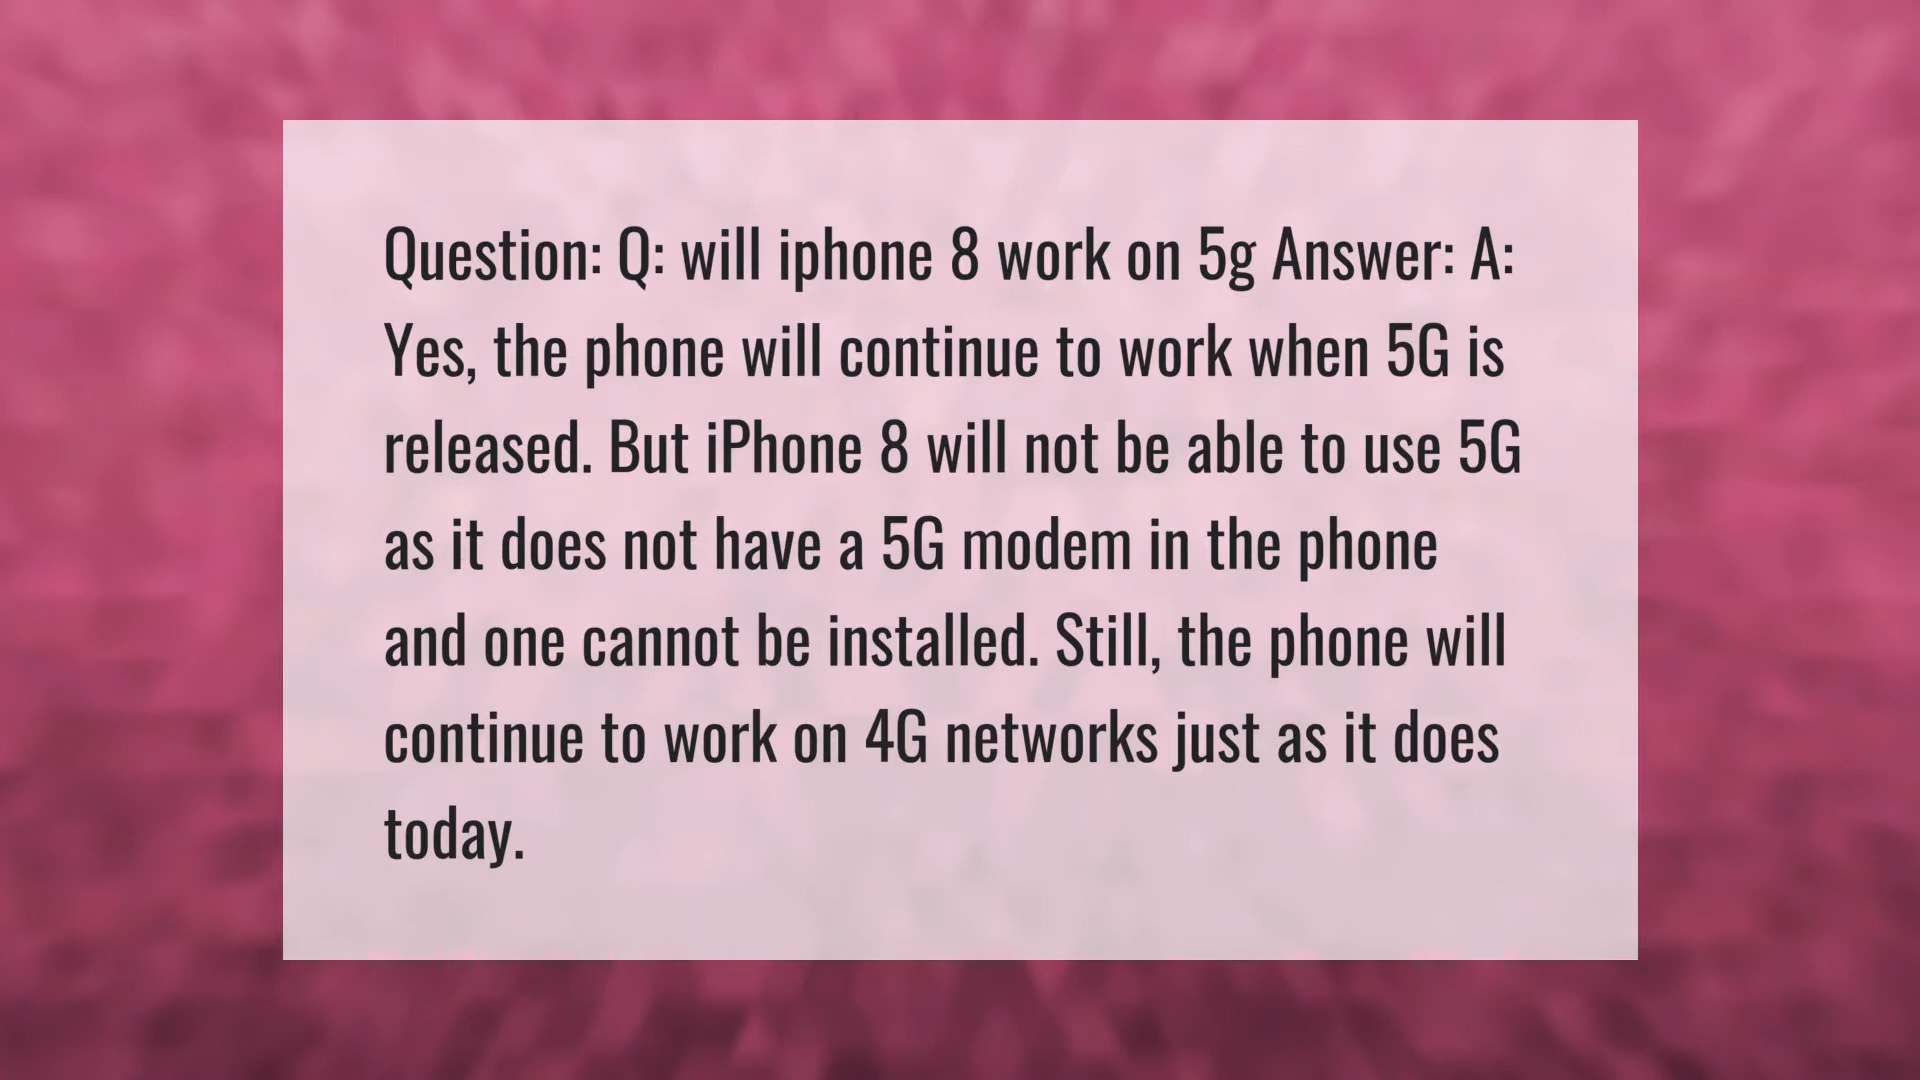 Question: Q: will iphone 8 work on 5g Answer: A:
Yes, the phone will continue to work when 5G is
released. But iPhone 8 will not be able to use 5G
as it does not have a 5G modem in the phone
and one cannot be installed. Still, the phone will
continue to work on 4G networks just as it does
today.